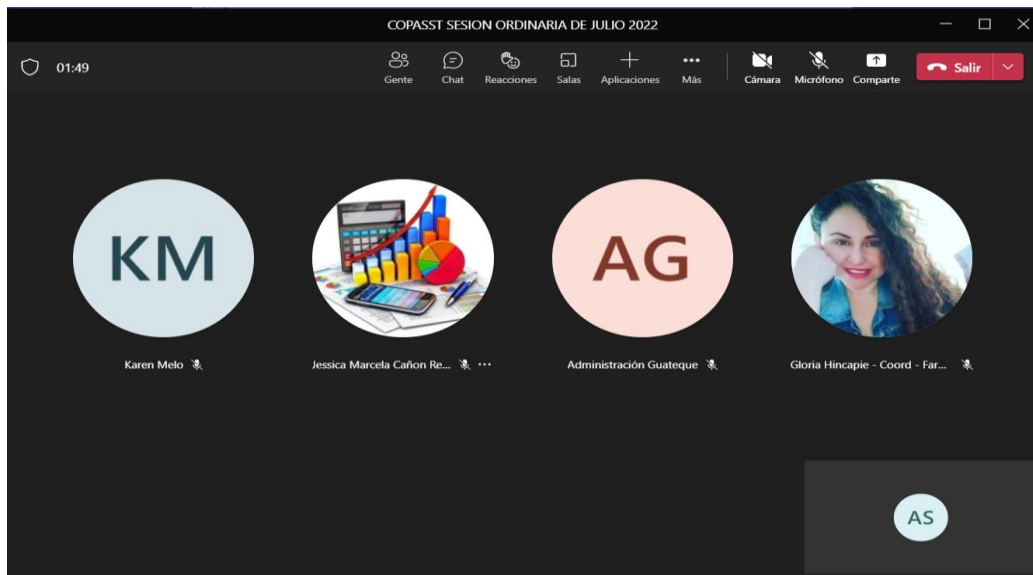 COPASST SESION ORDINARIA DE JULIO 2022
01:49
Gente Chat Reacciones Salas Aplicaciones Más Cámara Micrófono Comparte Salir
KM AG
Karen Melo Jessica Marcela Cañon Re... Administración Guateque Gloria Hincapie - Coord - Far...
AS